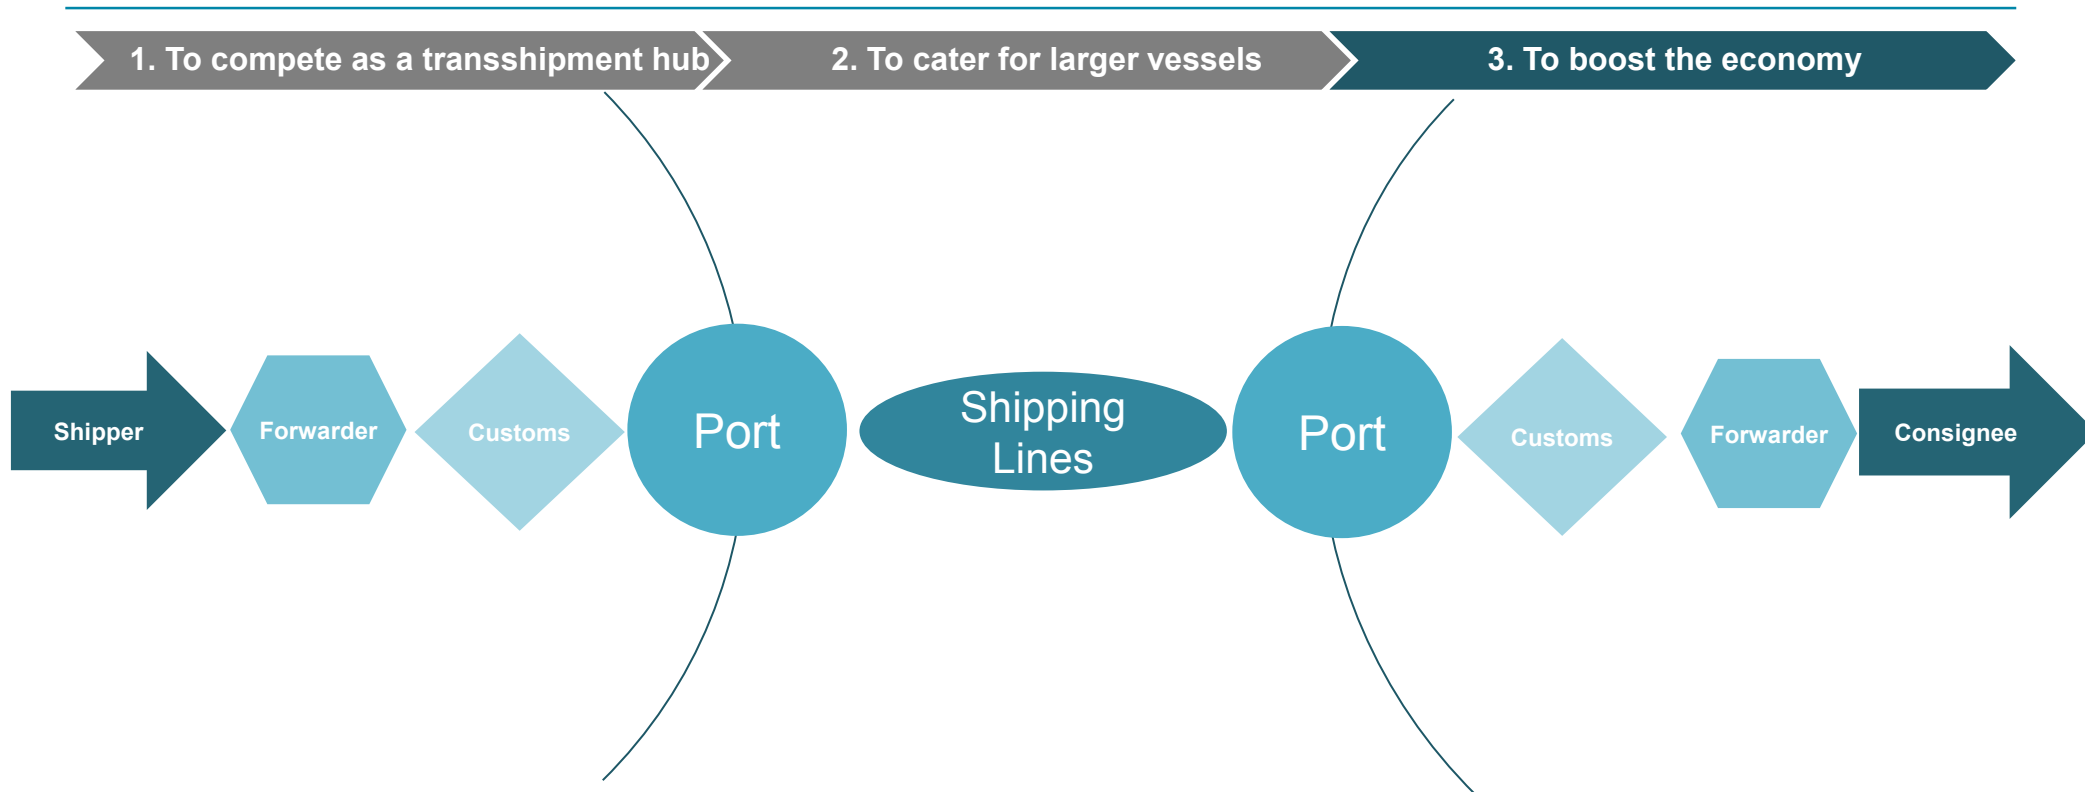 1. To compete as a transshipment hub
2. To cater for larger vessels
3. To boost the economy
Shipper
Forwarder
Customs
Port
Shipping
Lines
Port
Customs
Forwarder
Consignee